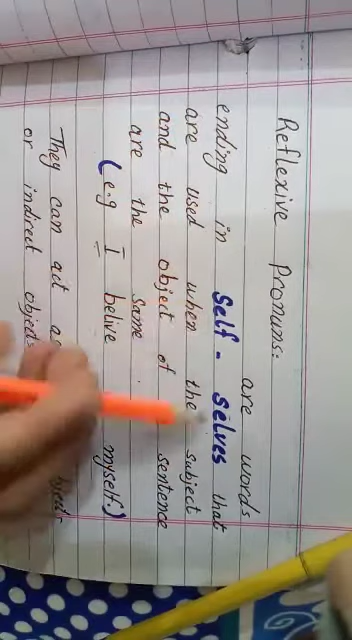 Reflexive Pronuns:
are words
ending in Self - Selves that
are used when the subject
and the object of sentence
are the same
(e.g I belive myself.)
They can act
or indirect objects